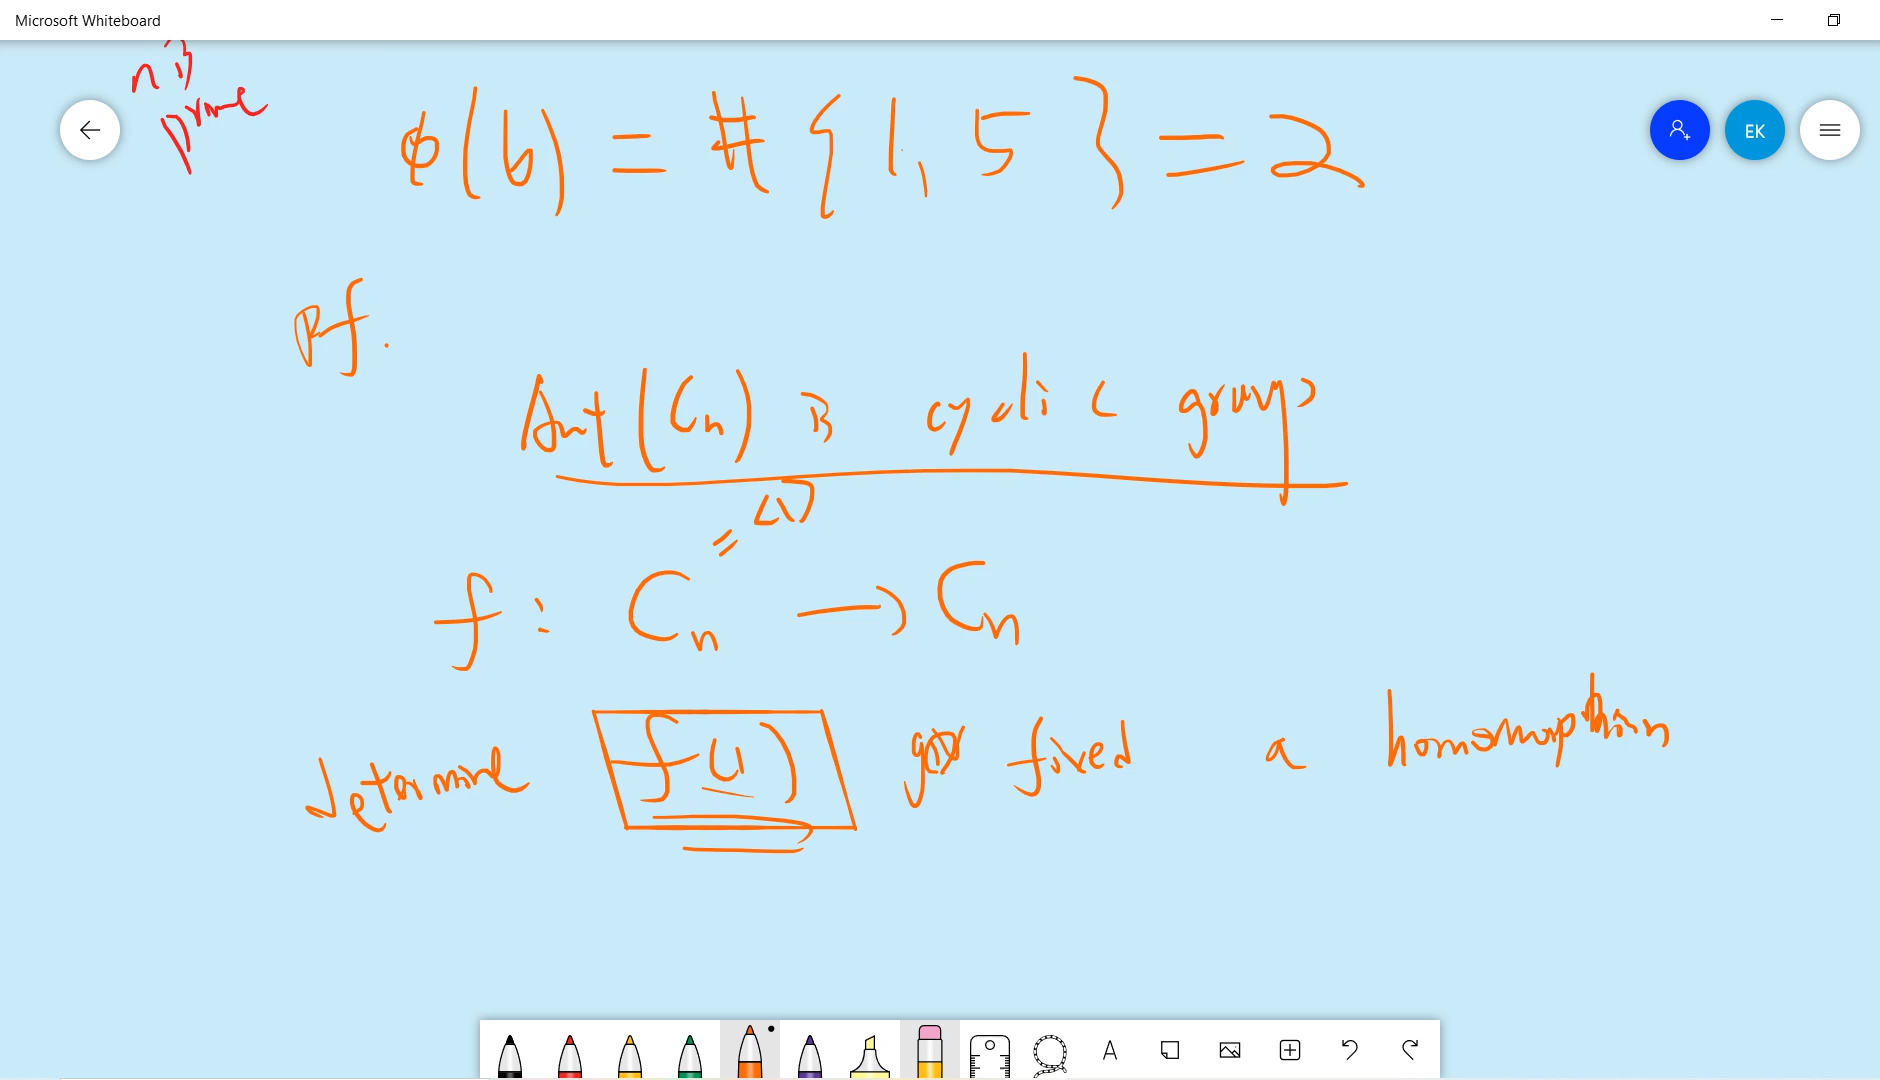 Microsoft Whiteboard
n is
prime
EK
φ(6) = # {1, 5} = 2
Pf.
Aut(Cn) is cyclic group
= <1>
f : Cn → Cn
determine f(1) fixed a homomorphism
A